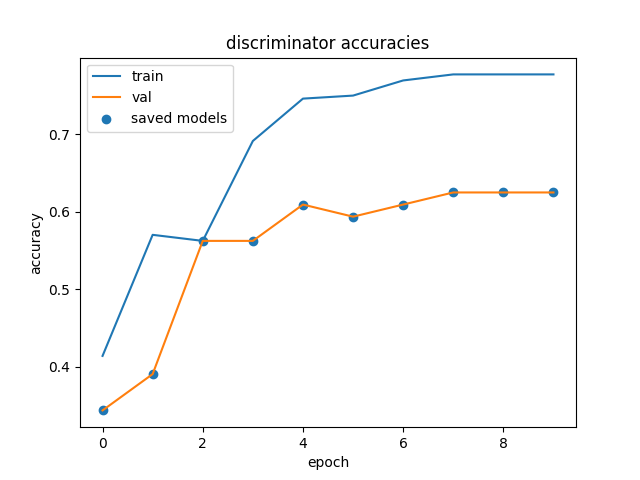 discriminator accuracies
train
val
saved models
0.7
0.6
0.5
0.4
accuracy
0 2 4 6 8
epoch